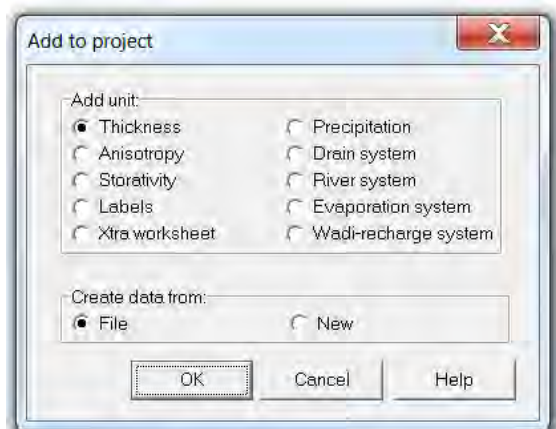 Add to project
Add unit:
Thickness
Precipitation
Anisotropy
Drain system
Storativity
River system
Labels
Evaporation system
Xtra worksheet
Wadi-recharge system
Create data from:
File
New
OK
Cancel
Help